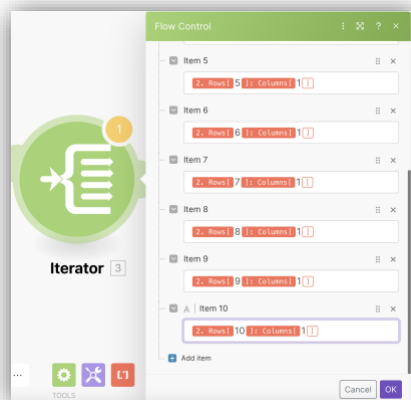 Flow Control
Item 5
2. Rows[ 5 ]: Columns[ 1 ]
Item 6
2. Rows[ 6 ]: Columns[ 1 ]
Item 7
2. Rows[ 7 ]: Columns[ 1 ]
Item 8
2. Rows[ 8 ]: Columns[ 1 ]
Item 9
2. Rows[ 9 ]: Columns[ 1 ]
A | Item 10
2. Rows[ 10 ]: Columns[ 1 ]
Add item
Cancel OK
1
Iterator 3
...
TOOLS